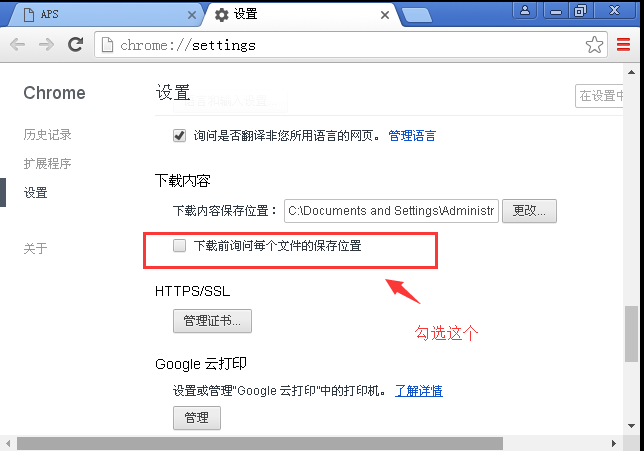 APS
设置
chrome://settings
Chrome
设置
在设置中
历史记录
询问是否翻译非您所用语言的网页。 管理语言
扩展程序
设置
下载内容
下载内容保存位置： C:\Documents and Settings\Administr 更改...
关于
下载前询问每个文件的保存位置
HTTPS/SSL
管理证书...
勾选这个
Google 云打印
设置或管理"Google 云打印"中的打印机。 了解详情
管理